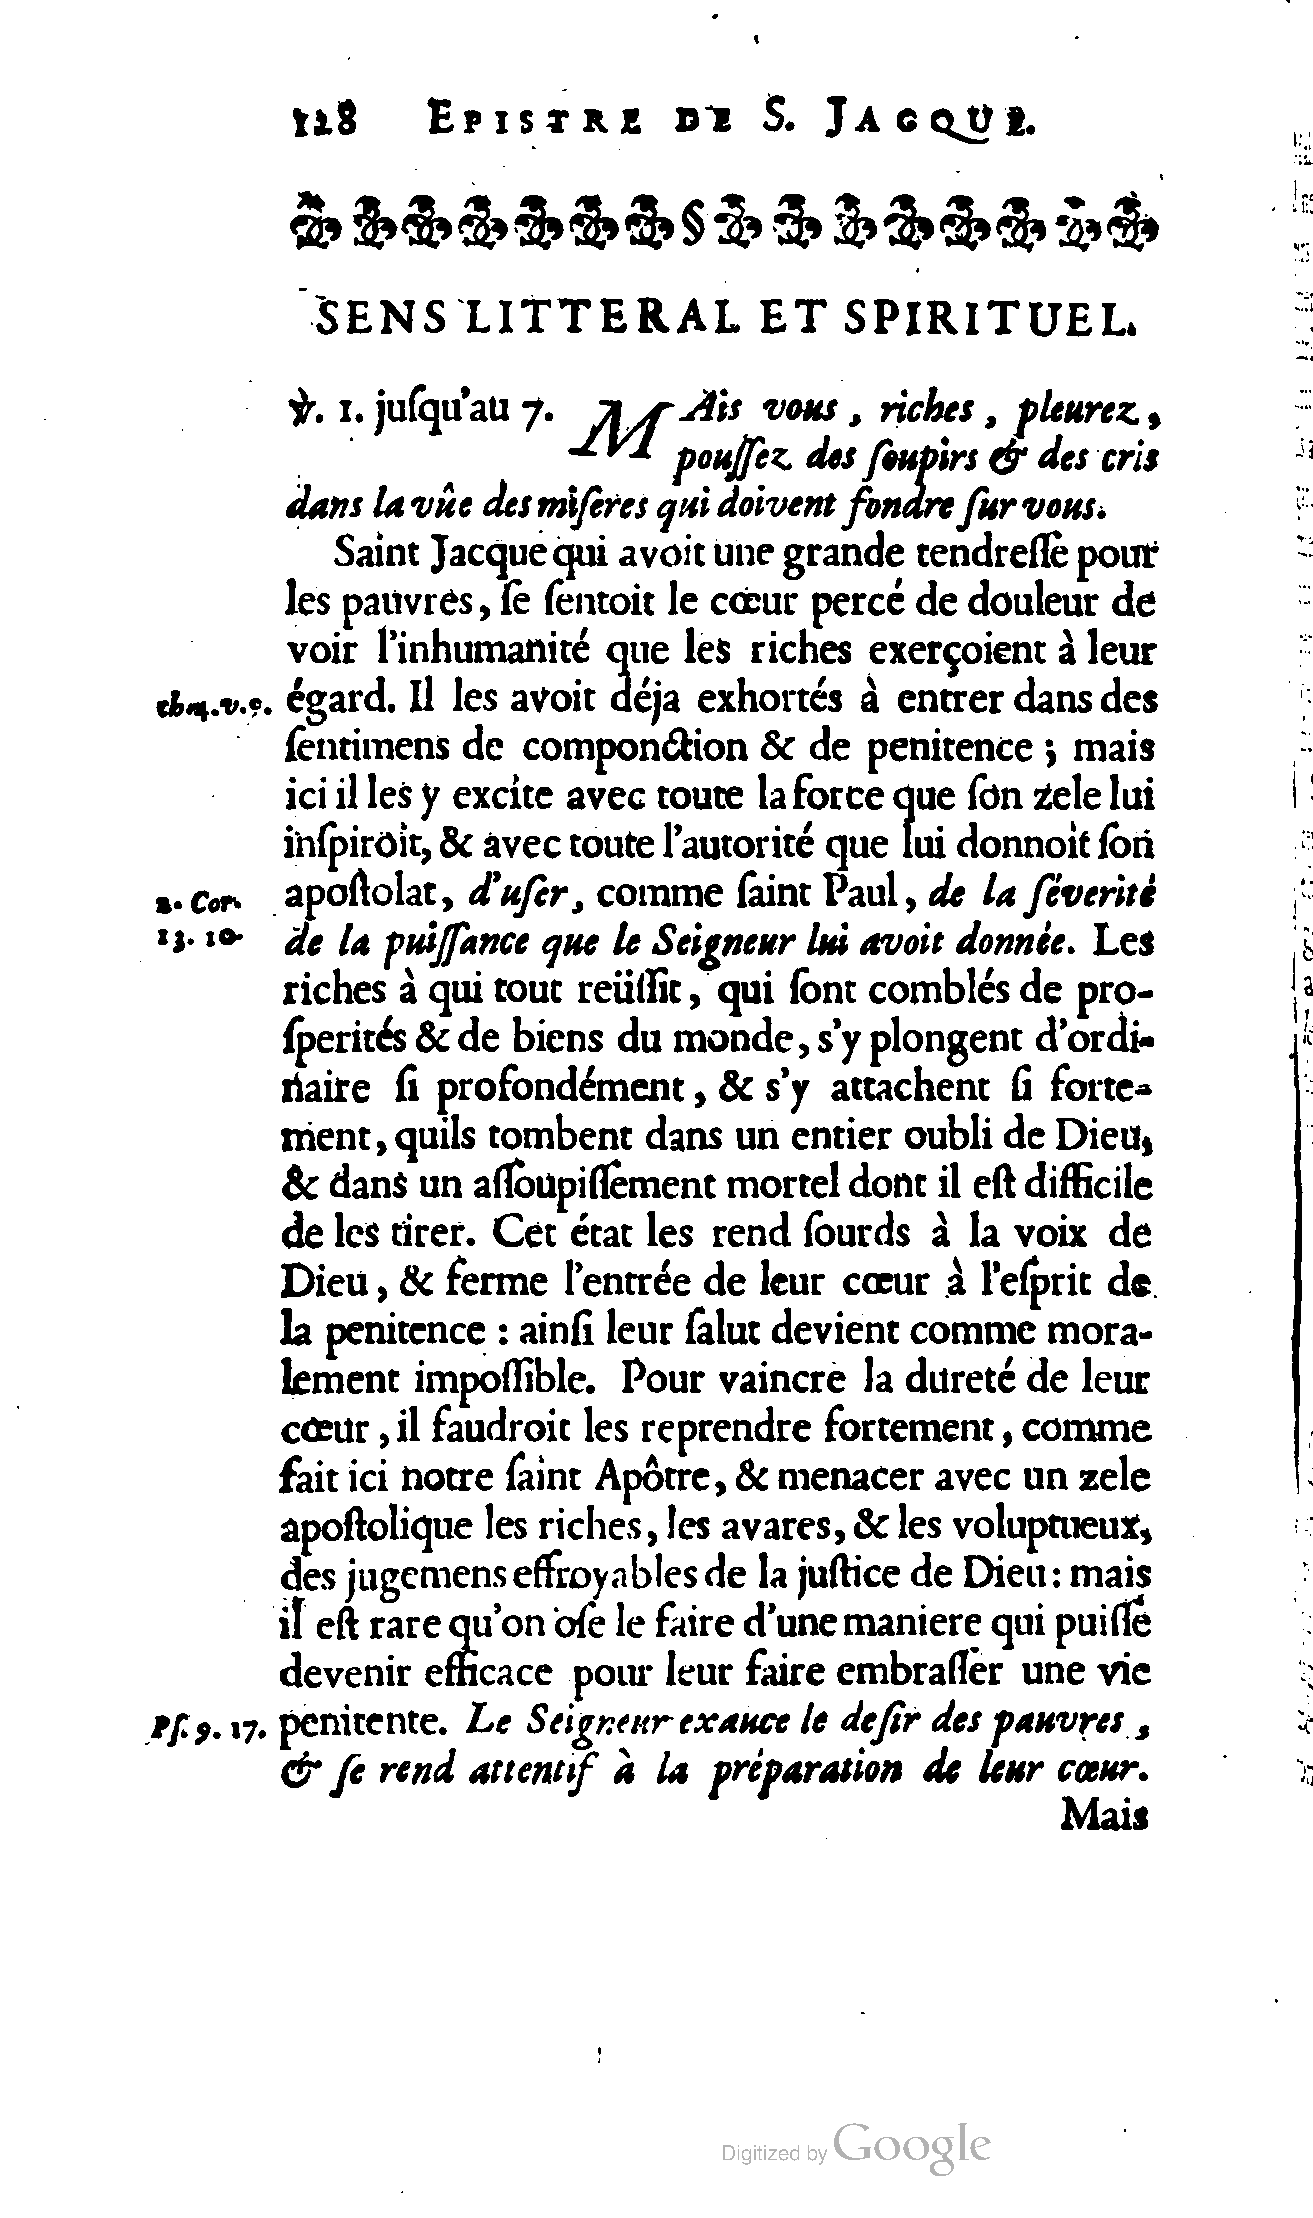 128 EPISTRE DE S. JACQUE.
SENS LITTERAL ET SPIRITUEL.
℣. 1. juſqu'au 7. MAis vous, riches, pleurez,
pouſſez des ſoupirs & des cris
dans la vûe des miſeres qui doivent fondre ſur vous.
Saint Jacque qui avoit une grande tendreſſe pour
les pauvres, ſe ſentoit le cœur percé de douleur de
voir l'inhumanité que les riches exerçoient à leur
égard. Il les avoit déja exhortés à entrer dans des
ſentimens de componction & de penitence ; mais
ici il les y excite avec toute la force que ſon zele lui
inſpiroit, & avec toute l'autorité que lui donnoit ſon
2. Cor.
apoſtolat, d'uſer, comme ſaint Paul, de la ſéverité
13. 10.
de la puiſſance que le Seigneur lui avoit donnée. Les
riches à qui tout reüſſit, qui ſont comblés de pro-
ſperités & de biens du monde, s'y plongent d'ordi-
naire ſi profondément, & s'y attachent ſi forte-
ment, quils tombent dans un entier oubli de Dieu,
& dans un aſſoupiſſement mortel dont il eſt difficile
de les tirer. Cet état les rend ſourds à la voix de
Dieu, & ferme l'entrée de leur cœur à l'eſprit de
la penitence : ainſi leur ſalut devient comme mora-
lement impoſſible. Pour vaincre la dureté de leur
cœur, il faudroit les reprendre fortement, comme
fait ici notre ſaint Apôtre, & menacer avec un zele
apoſtolique les riches, les avares, & les voluptueux,
des jugemens effroyables de la juſtice de Dieu : mais
il eſt rare qu'on oſe le faire d'une maniere qui puiſſe
devenir efficace pour leur faire embraſſer une vie
Pſ. 9. 17.
penitente. Le Seigneur exauce le deſir des pauvres,
& ſe rend attentif à la préparation de leur cœur.
Mais
Digitized by Google